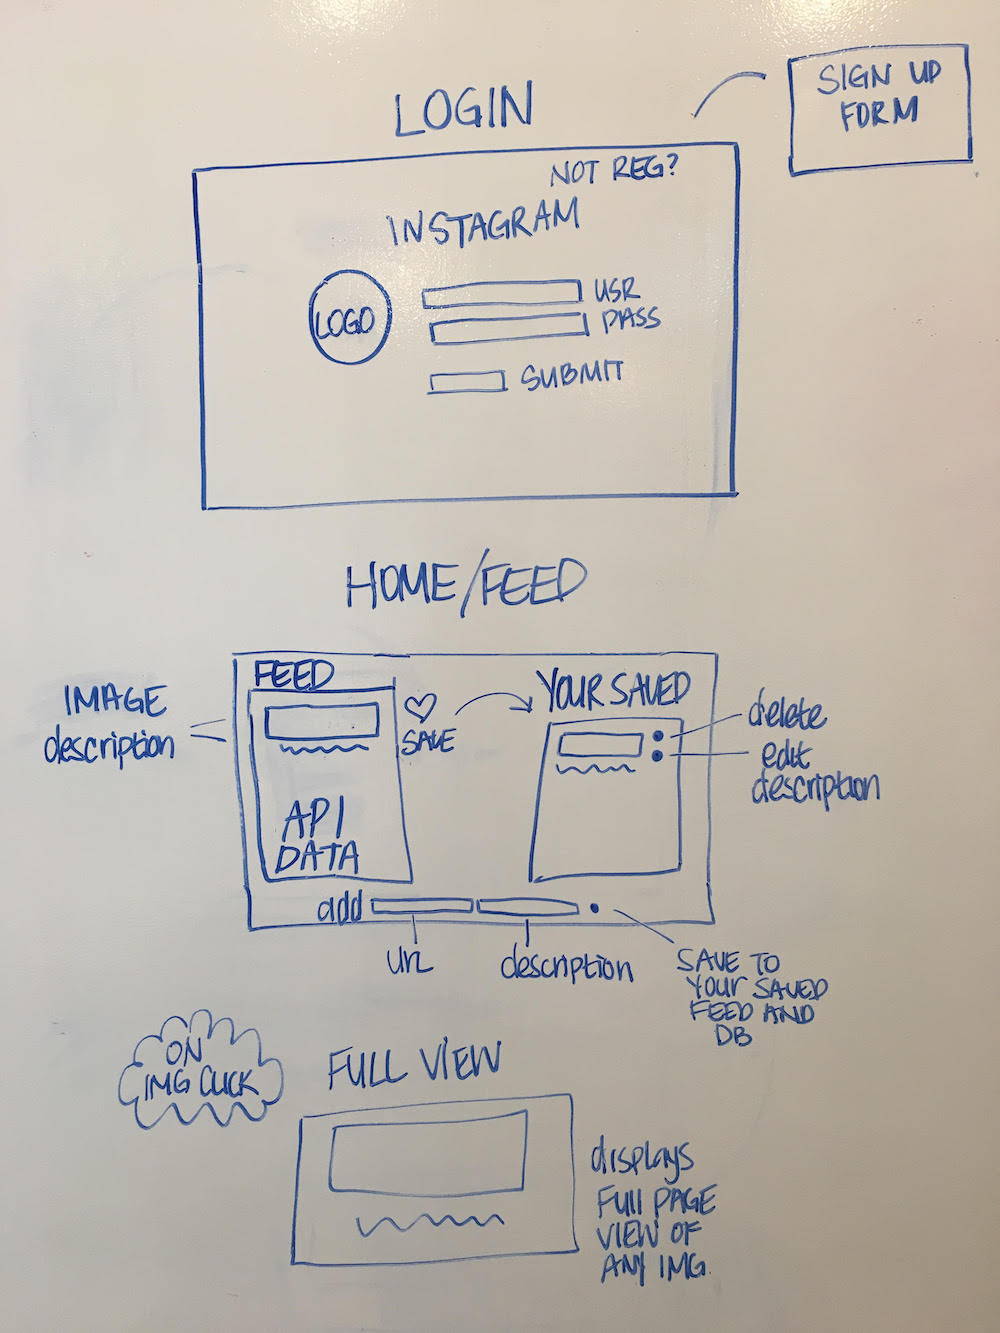 LOGIN
SIGN UP
FORM
NOT REG?
INSTAGRAM
LOGO
USR
PASS
SUBMIT
HOME/FEED
FEED
IMAGE
description
SAVE
API
DATA
YOUR SAVED
delete
edit
description
add
url
description
SAVE TO
YOUR SAVED
FEED AND
DB
ON
IMG CLICK
FULL VIEW
displays
FUll PAGE
VIEW OF
ANY IMG.